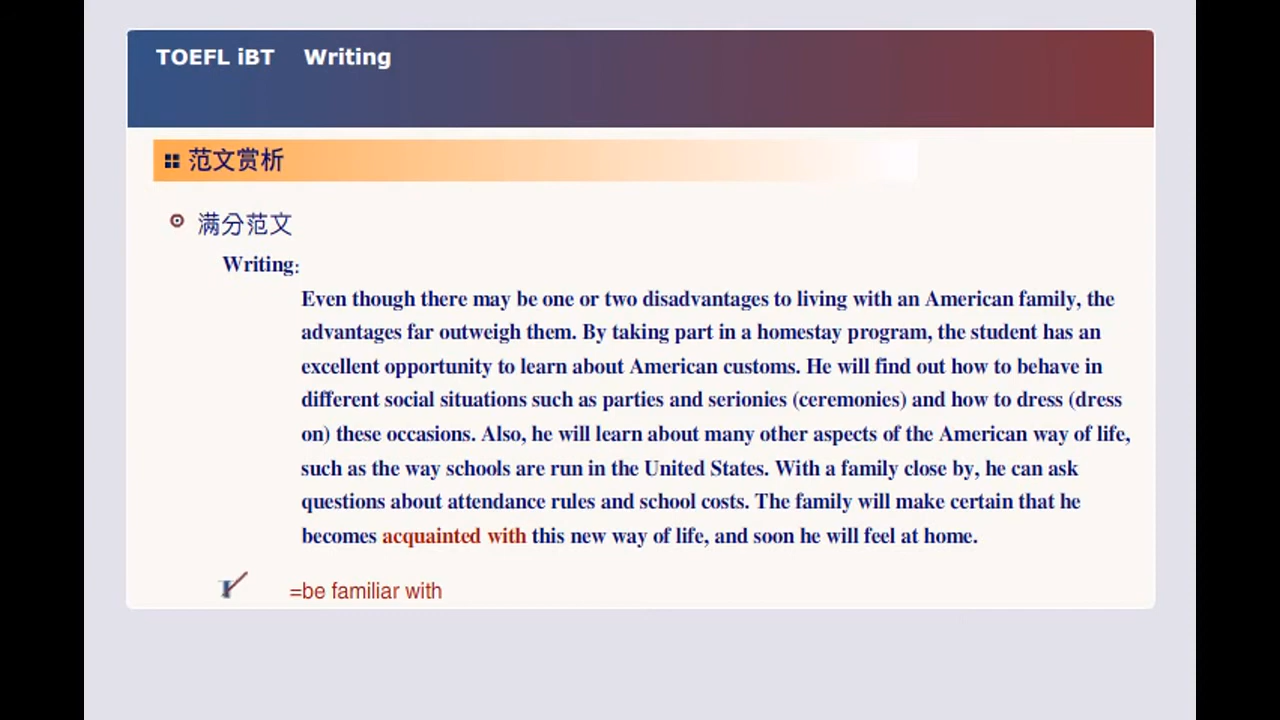 TOEFL iBT Writing
范文赏析
满分范文
Writing:
Even though there may be one or two disadvantages to living with an American family, the
advantages far outweigh them. By taking part in a homestay program, the student has an
excellent opportunity to learn about American customs. He will find out how to behave in
different social situations such as parties and serionies (ceremonies) and how to dress (dress
on) these occasions. Also, he will learn about many other aspects of the American way of life,
such as the way schools are run in the United States. With a family close by, he can ask
questions about attendance rules and school costs. The family will make certain that he
becomes acquainted with this new way of life, and soon he will feel at home.
=be familiar with